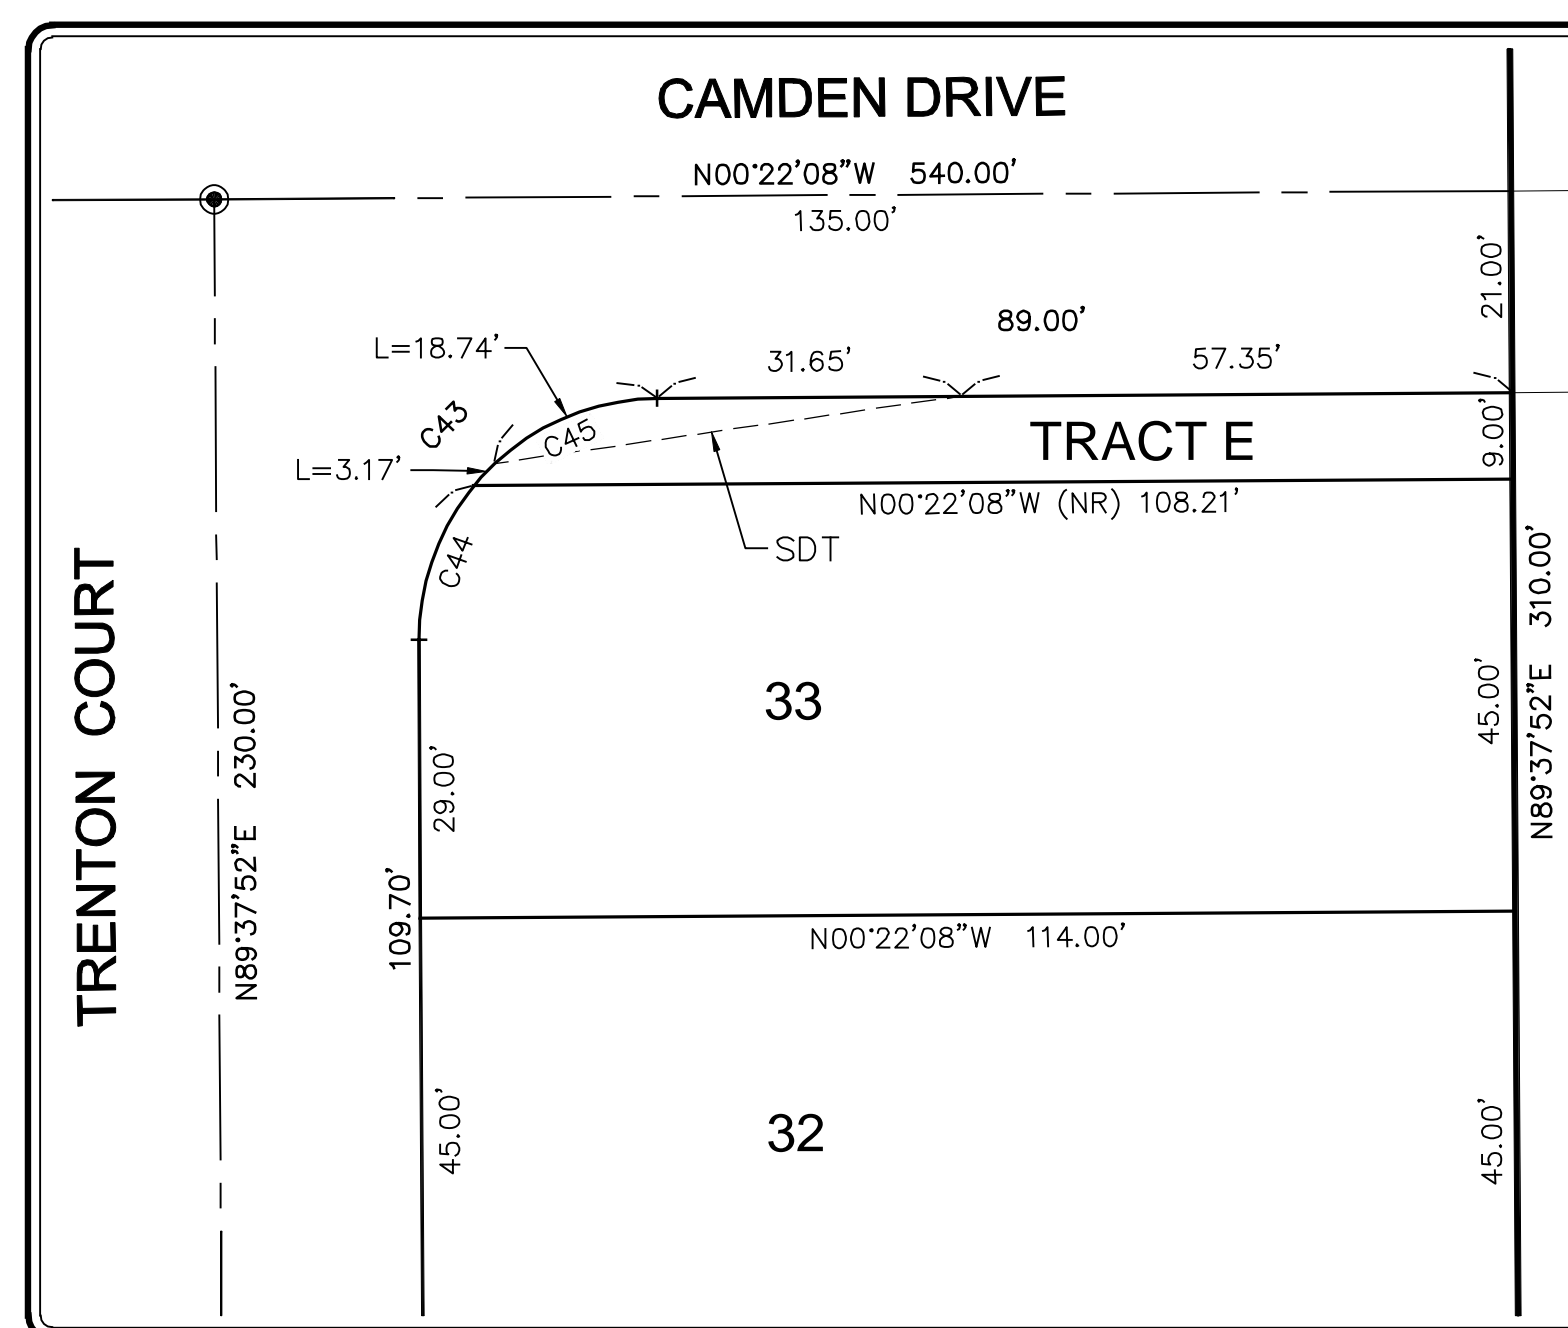 CAMDEN DRIVE
N00°22'08"W 540.00'
135.00'
21.00'
89.00'
L=18.74'
31.65'
57.35'
C43
C45
TRACT E
9.00'
L=3.17'
N00°22'08"W (NR) 108.21'
C44
SDT
TRENTON COURT
N89°37'52"E 230.00'
33
29.00'
45.00'
N89°37'52"E 310.00'
109.70'
N00°22'08"W 114.00'
45.00'
32
45.00'